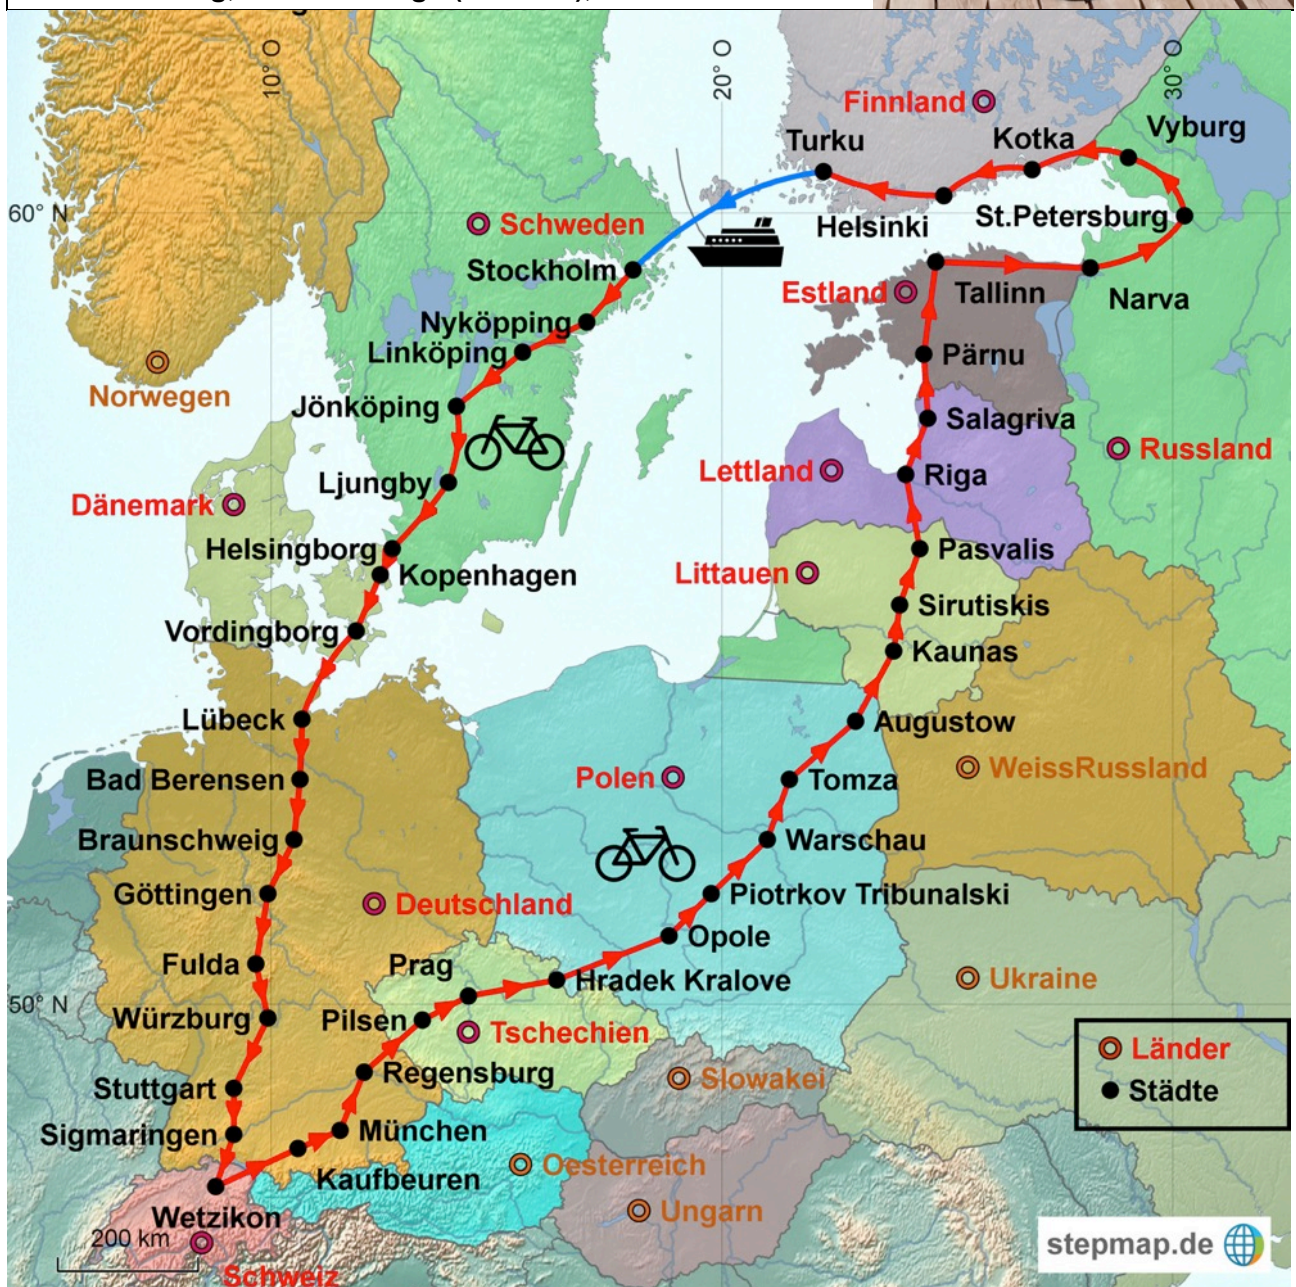 10° O
20° O
30° O
Finnland
Kotka
Vyburg
Turku
60° N
Schweden
Helsinki
St.Petersburg
Stockholm
Estland
Tallinn
Narva
Nyköpping
Linköping
Pärnu
Norwegen
Jönköping
Salagriva
Russland
Lettland
Riga
Ljungby
Dänemark
Helsingborg
Pasvalis
Kopenhagen
Littauen
Sirutiskis
Vordingborg
Kaunas
Lübeck
Augustow
WeissRussland
Bad Berensen
Polen
Tomza
Braunschweig
Warschau
Göttingen
Piotrkov Tribunalski
Deutschland
Opole
Fulda
Prag
Hradek Kralove
Ukraine
50° N
Würzburg
Pilsen
Tschechien
Länder
Regensburg
Slowakei
Stuttgart
Städte
Sigmaringen
München
Oesterreich
Kaufbeuren
Wetzikon
Ungarn
200 km
stepmap.de
Schweiz